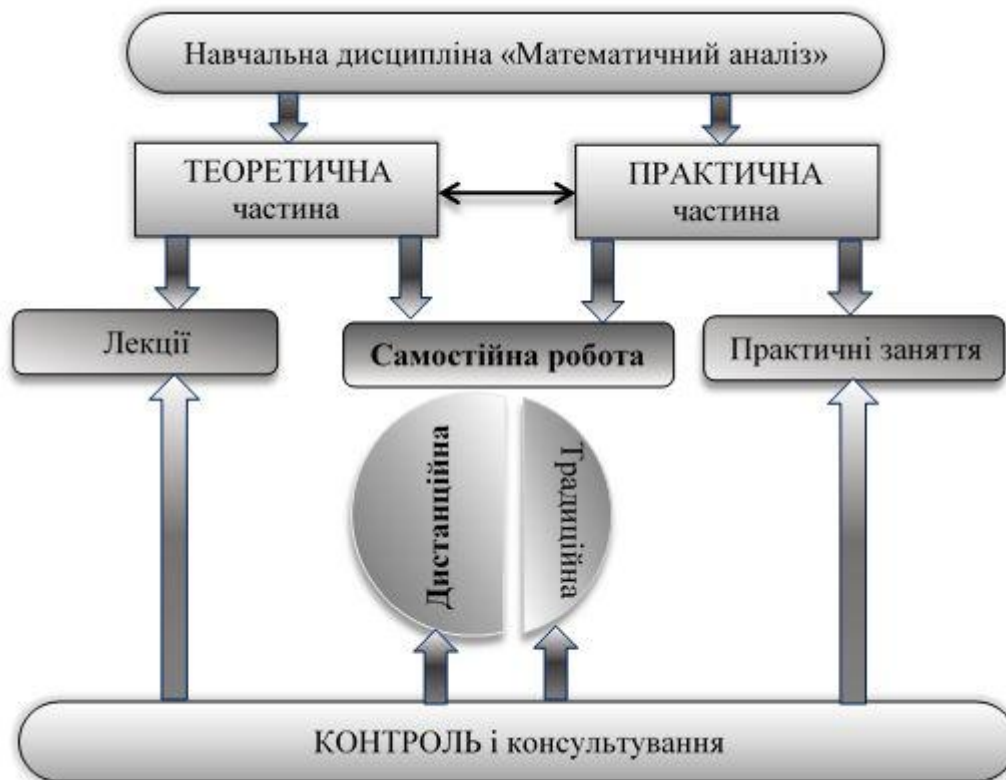 Навчальна дисципліна «Математичний аналіз»
ТЕОРЕТИЧНА
частина
ПРАКТИЧНА
частина
Лекції
Самостійна робота
Практичні заняття
Дистанційна
Традиційна
КОНТРОЛЬ і консультування